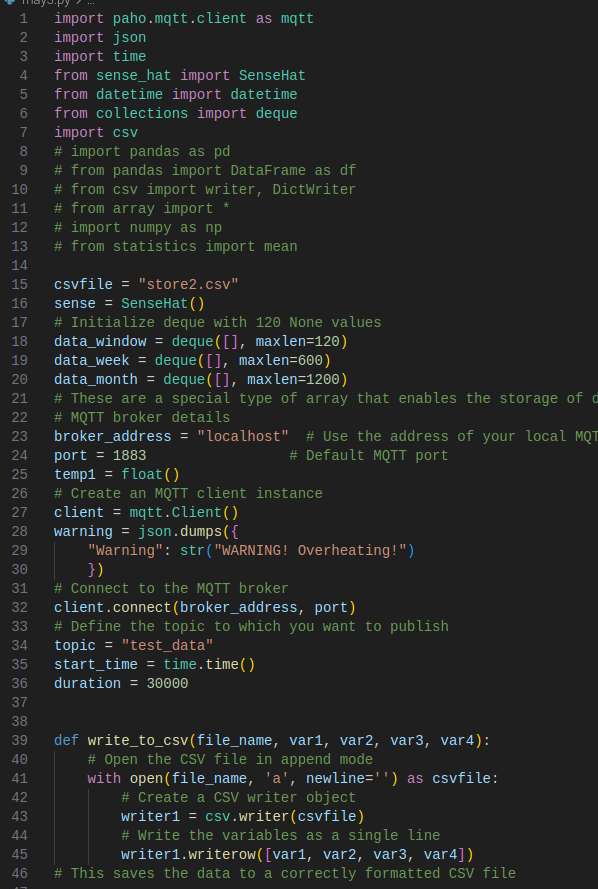 1 import paho.mqtt.client as mqtt
2 import json
3 import time
4 from sense_hat import SenseHat
5 from datetime import datetime
6 from collections import deque
7 import csv
8 # import pandas as pd
9 # from pandas import DataFrame as df
10 # from csv import writer, DictWriter
11 # from array import *
12 # import numpy as np
13 # from statistics import mean
14
15 csvfile = "store2.csv"
16 sense = SenseHat()
17 # Initialize deque with 120 None values
18 data_window = deque([], maxlen=120)
19 data_week = deque([], maxlen=600)
20 data_month = deque([], maxlen=1200)
21 # These are a special type of array that enables the storage of
22 # MQTT broker details
23 broker_address = "localhost"  # Use the address of your local MQT
24 port = 1883                 # Default MQTT port
25 temp1 = float()
26 # Create an MQTT client instance
27 client = mqtt.Client()
28 warning = json.dumps({
29     "Warning": str("WARNING! Overheating!")
30     })
31 # Connect to the MQTT broker
32 client.connect(broker_address, port)
33 # Define the topic to which you want to publish
34 topic = "test_data"
35 start_time = time.time()
36 duration = 30000
37
38
39 def write_to_csv(file_name, var1, var2, var3, var4):
40     # Open the CSV file in append mode
41     with open(file_name, 'a', newline='') as csvfile:
42         # Create a CSV writer object
43         writer1 = csv.writer(csvfile)
44         # Write the variables as a single line
45         writer1.writerow([var1, var2, var3, var4])
46 # This saves the data to a correctly formatted CSV file